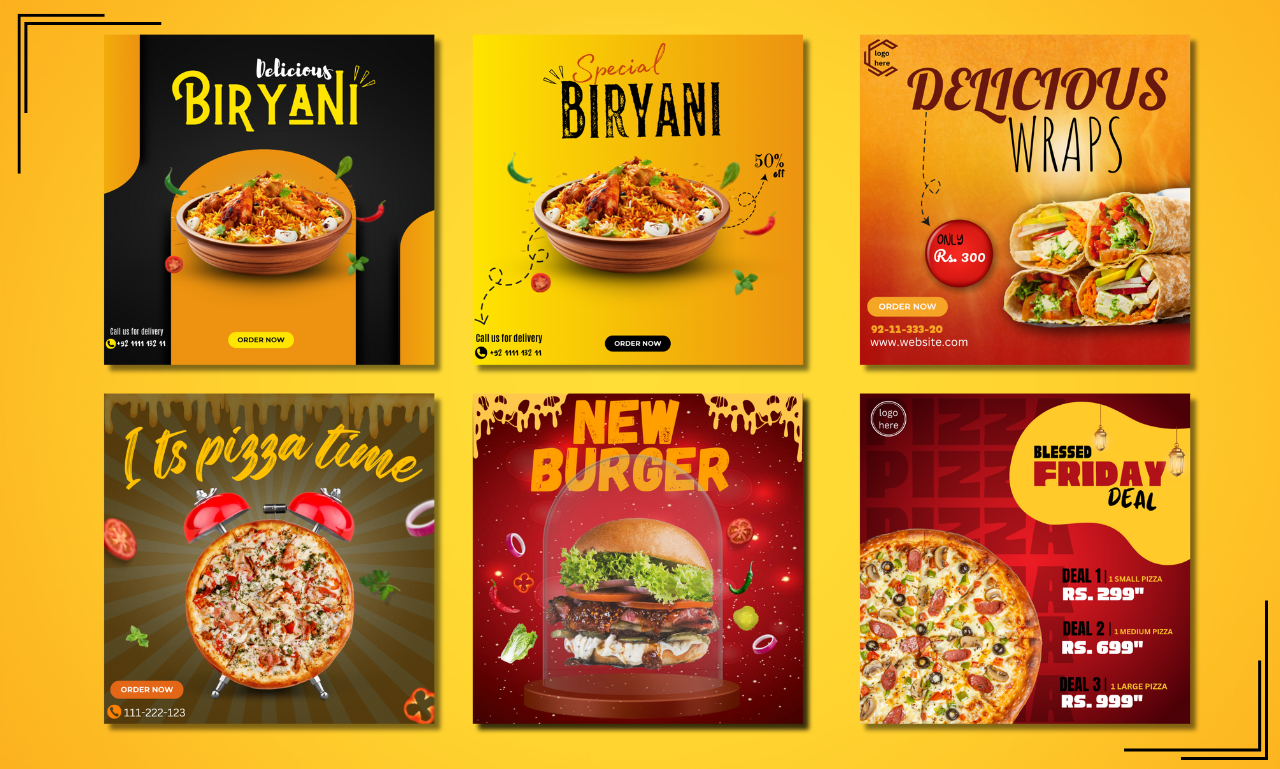 Delicious
BIRYANI
Call us for delivery
+92 1111 132 11
ORDER NOW
Special
BIRYANI
50%
off
Call us for delivery
+92 1111 132 11
ORDER NOW
logo
here
DELICIOUS
WRAPS
ONLY
Rs. 300
ORDER NOW
92-11-333-20
www.website.com
I ts pizza time
ORDER NOW
111-222-123
NEW
BURGER
logo
here
PIZZA
PIZZA
PIZZA
BLESSED
FRIDAY
DEAL
DEAL 1 | 1 SMALL PIZZA
RS. 299"
DEAL 2 | 1 MEDIUM PIZZA
RS. 699"
DEAL 3 | 1 LARGE PIZZA
RS. 999"